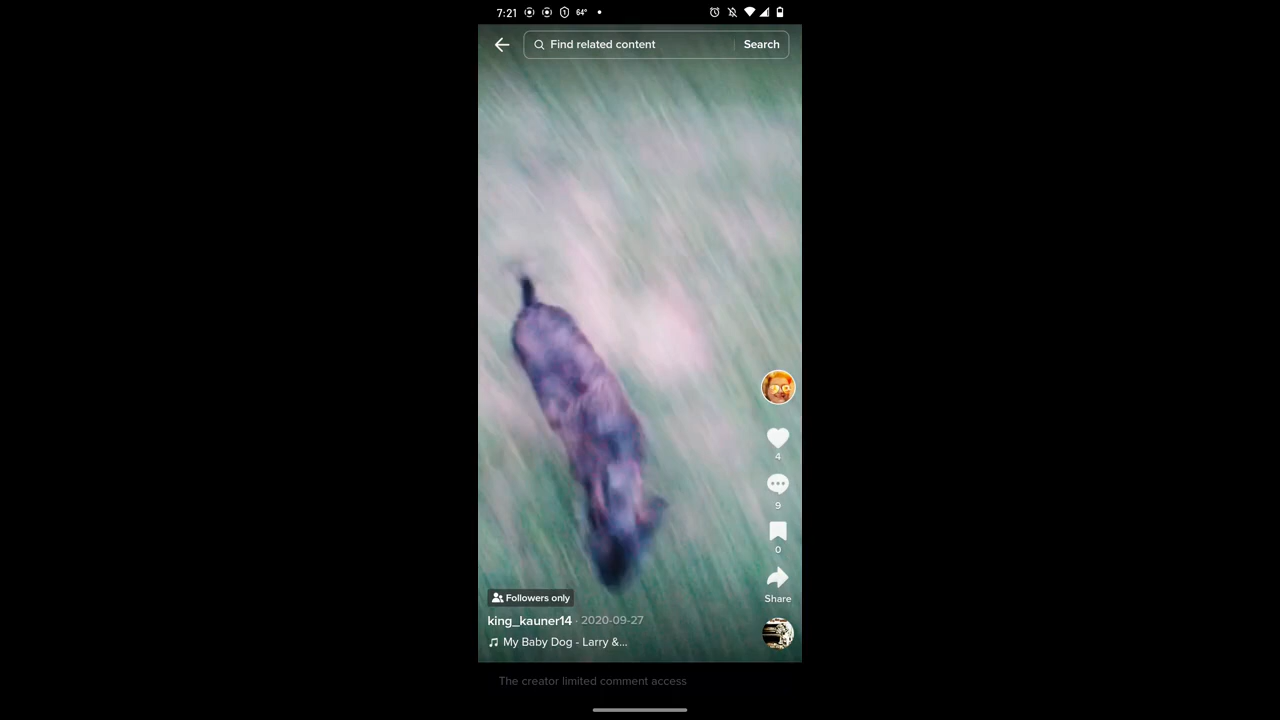 7:21 64°
Find related content Search
4
9
0
Share
Followers only
king_kauner14 · 2020-09-27
My Baby Dog - Larry &...
The creator limited comment access